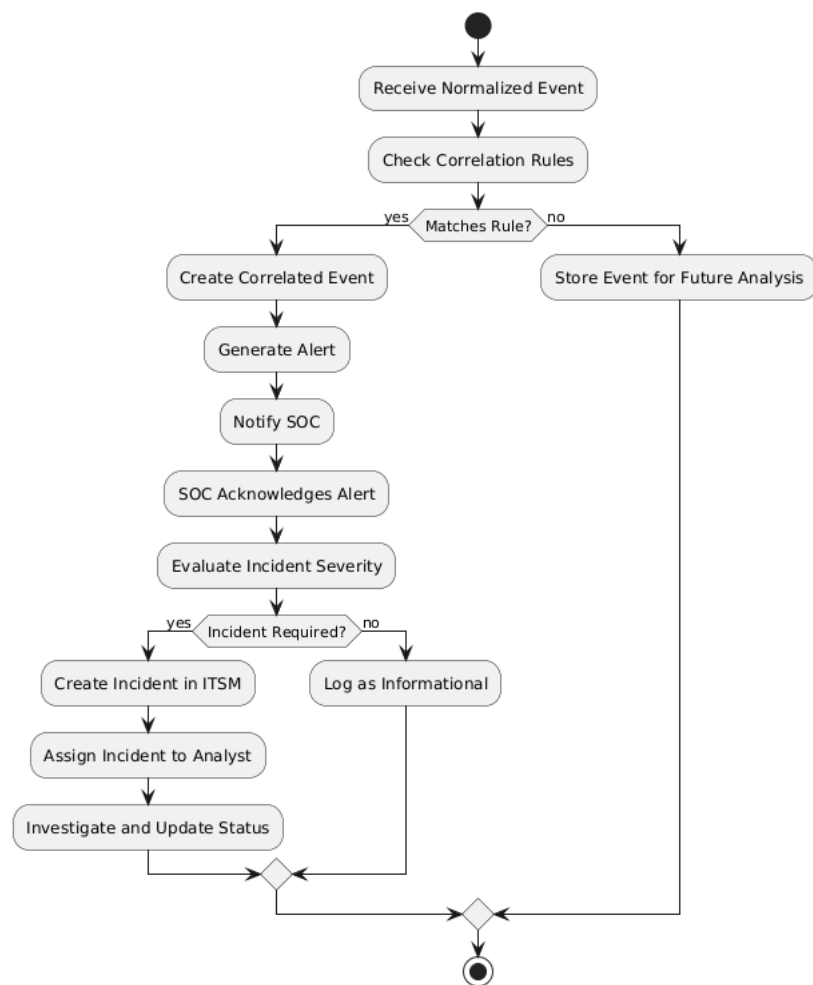 Receive Normalized Event
Check Correlation Rules
yes
Matches Rule?
no
Create Correlated Event
Store Event for Future Analysis
Generate Alert
Notify SOC
SOC Acknowledges Alert
Evaluate Incident Severity
yes
Incident Required?
no
Create Incident in ITSM
Log as Informational
Assign Incident to Analyst
Investigate and Update Status